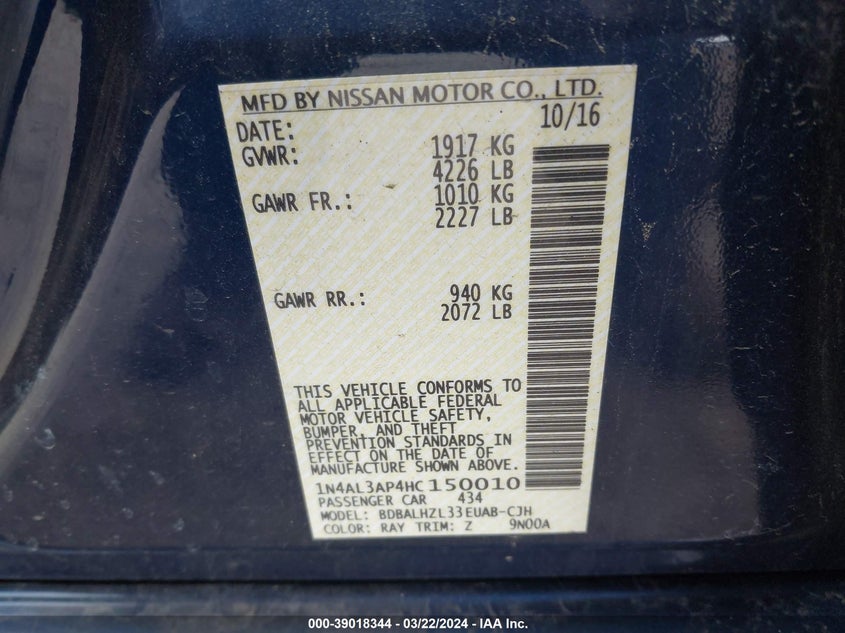 MFD BY NISSAN MOTOR CO., LTD.
DATE: 10/16
GVWR: 1917 KG
4226 LB
GAWR FR.: 1010 KG
2227 LB
GAWR RR.: 940 KG
2072 LB
THIS VEHICLE CONFORMS TO
ALL APPLICABLE FEDERAL
MOTOR VEHICLE SAFETY,
BUMPER, AND THEFT
PREVENTION STANDARDS IN
EFFECT ON THE DATE OF
MANUFACTURE SHOWN ABOVE.
1N4AL3AP4HC150010
PASSENGER CAR 434
MODEL: BDBALHZL33EUAB-CJH
COLOR: RAY TRIM: Z 9N00A
000-39018344 - 03/22/2024 - IAA Inc.